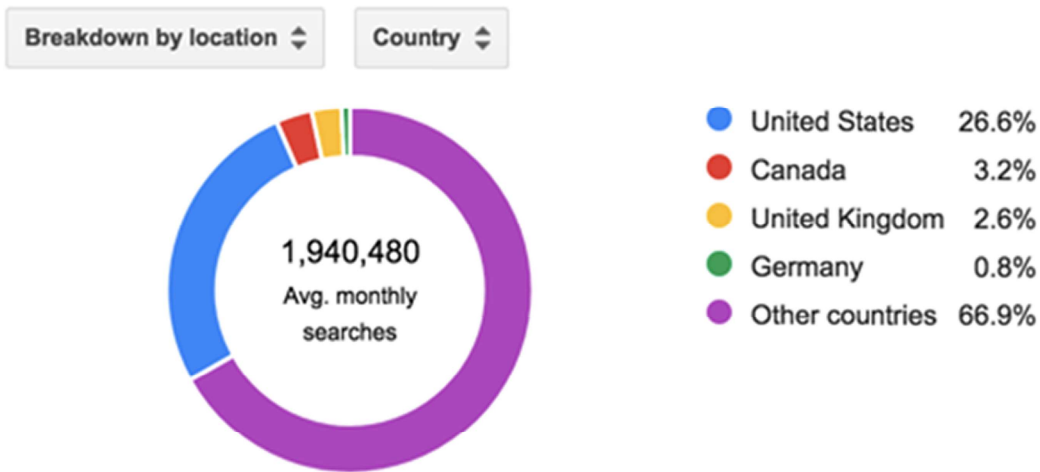 Breakdown by location
Country
1,940,480
Avg. monthly
searches
United States 26.6%
Canada 3.2%
United Kingdom 2.6%
Germany 0.8%
Other countries 66.9%